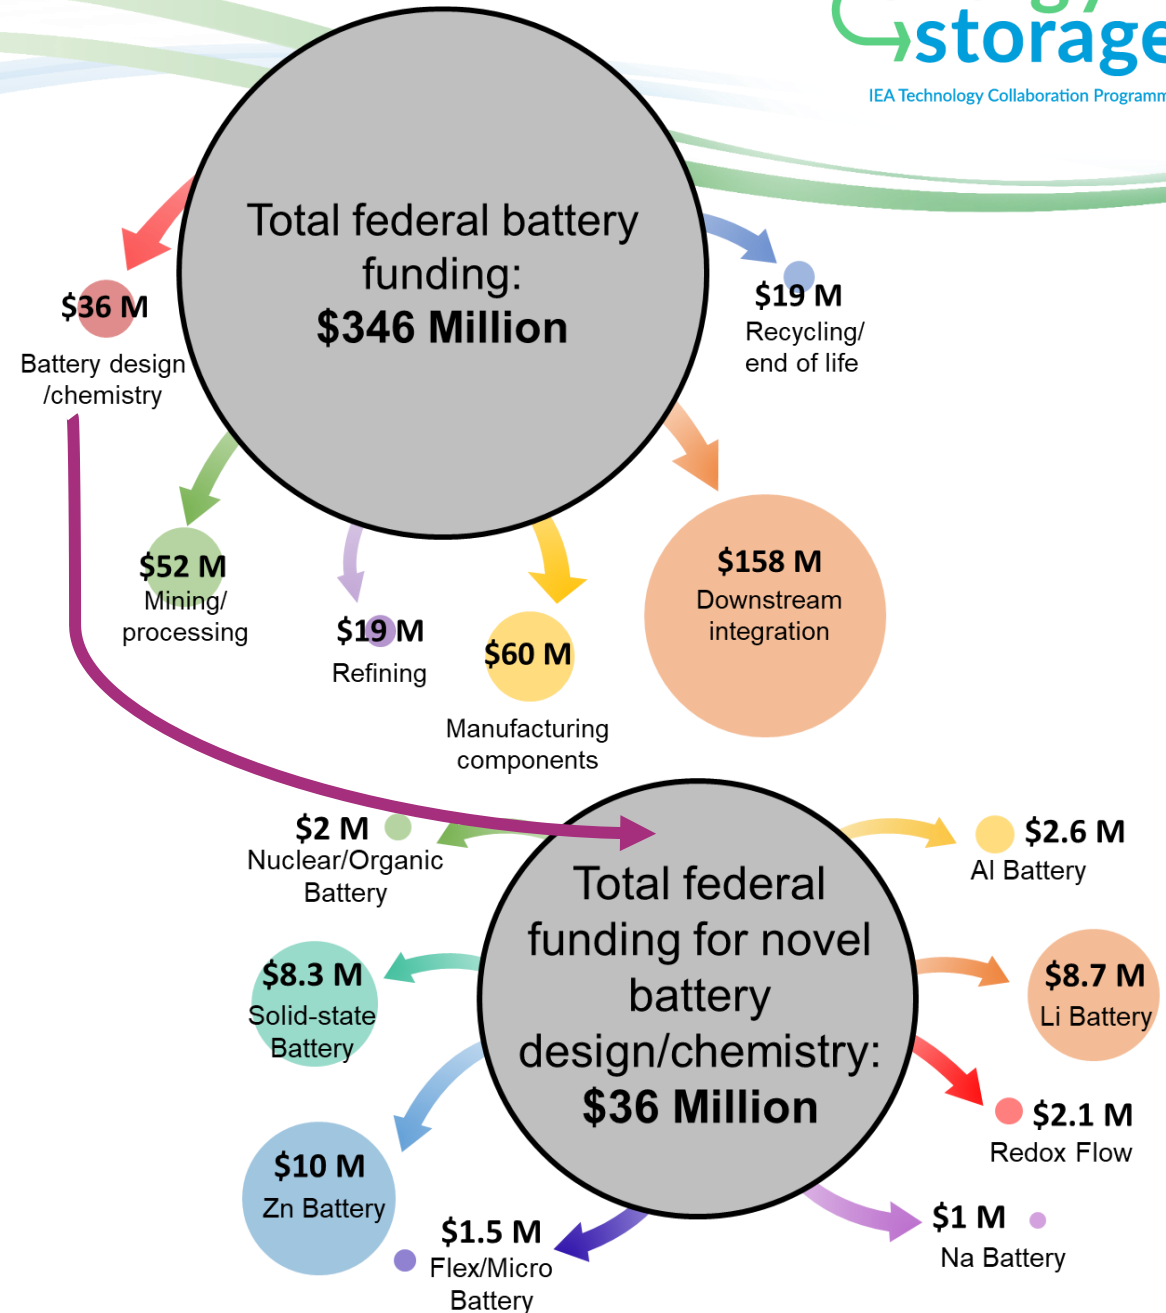 storage
IEA Technology Collaboration Programm
Total federal battery
funding:
$346 Million
$36 M
Battery design
/chemistry
$19 M
Recycling/
end of life
$52 M
Mining/
processing
$19 M
Refining
$60 M
Manufacturing
components
$158 M
Downstream
integration
Total federal
funding for novel
battery
design/chemistry:
$36 Million
$2 M
Nuclear/Organic
Battery
$2.6 M
Al Battery
$8.3 M
Solid-state
Battery
$8.7 M
Li Battery
$10 M
Zn Battery
$2.1 M
Redox Flow
$1.5 M
Flex/Micro
Battery
$1 M
Na Battery